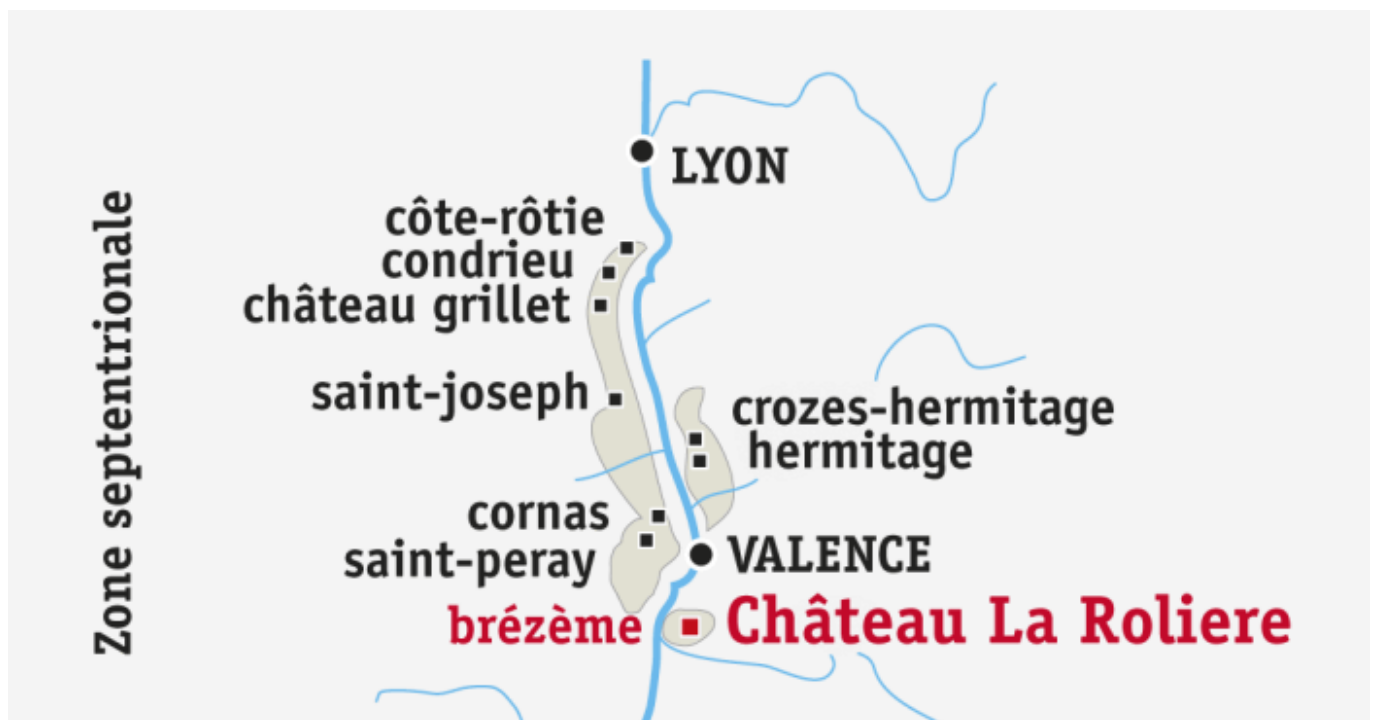 Zone septentrionale
LYON
côte-rôtie
condrieu
château grillet
saint-joseph
crozes-hermitage
hermitage
cornas
saint-peray
VALENCE
brézème
Château La Roliere